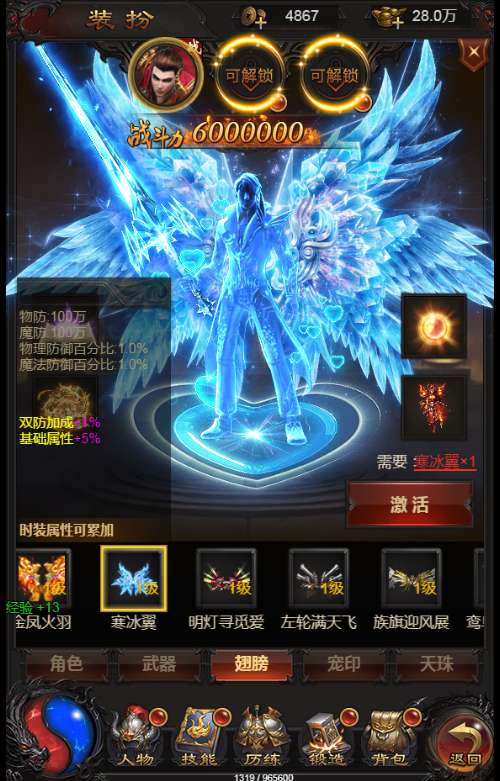 装扮
4867
28.0万
战
可解锁
可解锁
战斗力 6000000
物防:100万
魔防:100万
物理防御百分比:1.0%
魔法防御百分比:1.0%
双防加成+1%
基础属性+5%
需要:寒冰翼×1
激活
时装属性可累加
1级
1级
1级
1级
1级
经验 +13
金凤火羽
寒冰翼
明灯寻觅爱
左轮满天飞
族旗迎风展
角色
武器
翅膀
宠印
天珠
人物
技能
历练
锻造
背包
返回
1319 / 965600